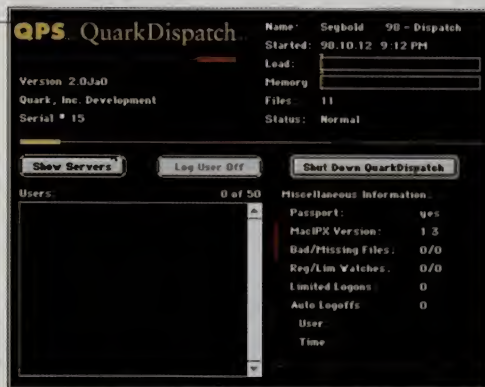 QPS QuarkDispatch
Version 2.0Ja0
Quark, Inc. Development
Serial # 15
Name: Seybold 98 - Dispatch
Started: 98.10.12 9:12 PM
Load:
Memory
Files: 11
Status: Normal
Show Servers
Log User Off
Shut Down QuarkDispatch
Users: 0 of 50
Miscellaneous Information:
Passport: yes
MacIPX Version: 1.3
Bad/Missing Files: 0/0
Reg/Lim Watches: 0/0
Limited Logons: 0
Auto Logoffs 0
User:
Time